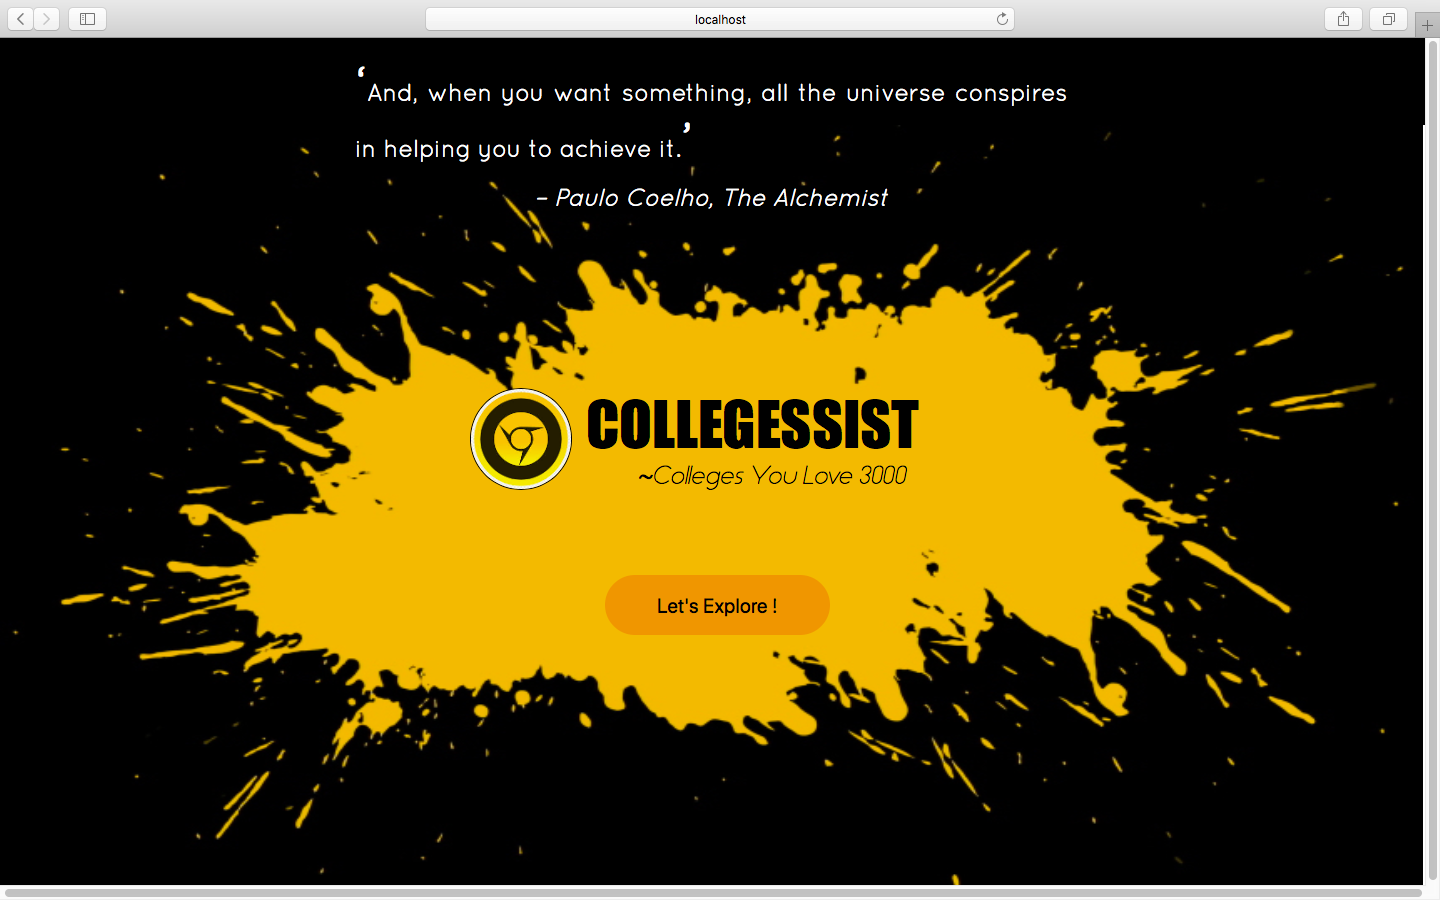 localhost
‘And, when you want something, all the universe conspires
in helping you to achieve it.’
– Paulo Coelho, The Alchemist
COLLEGESSIST
~Colleges You Love 3000
Let's Explore !